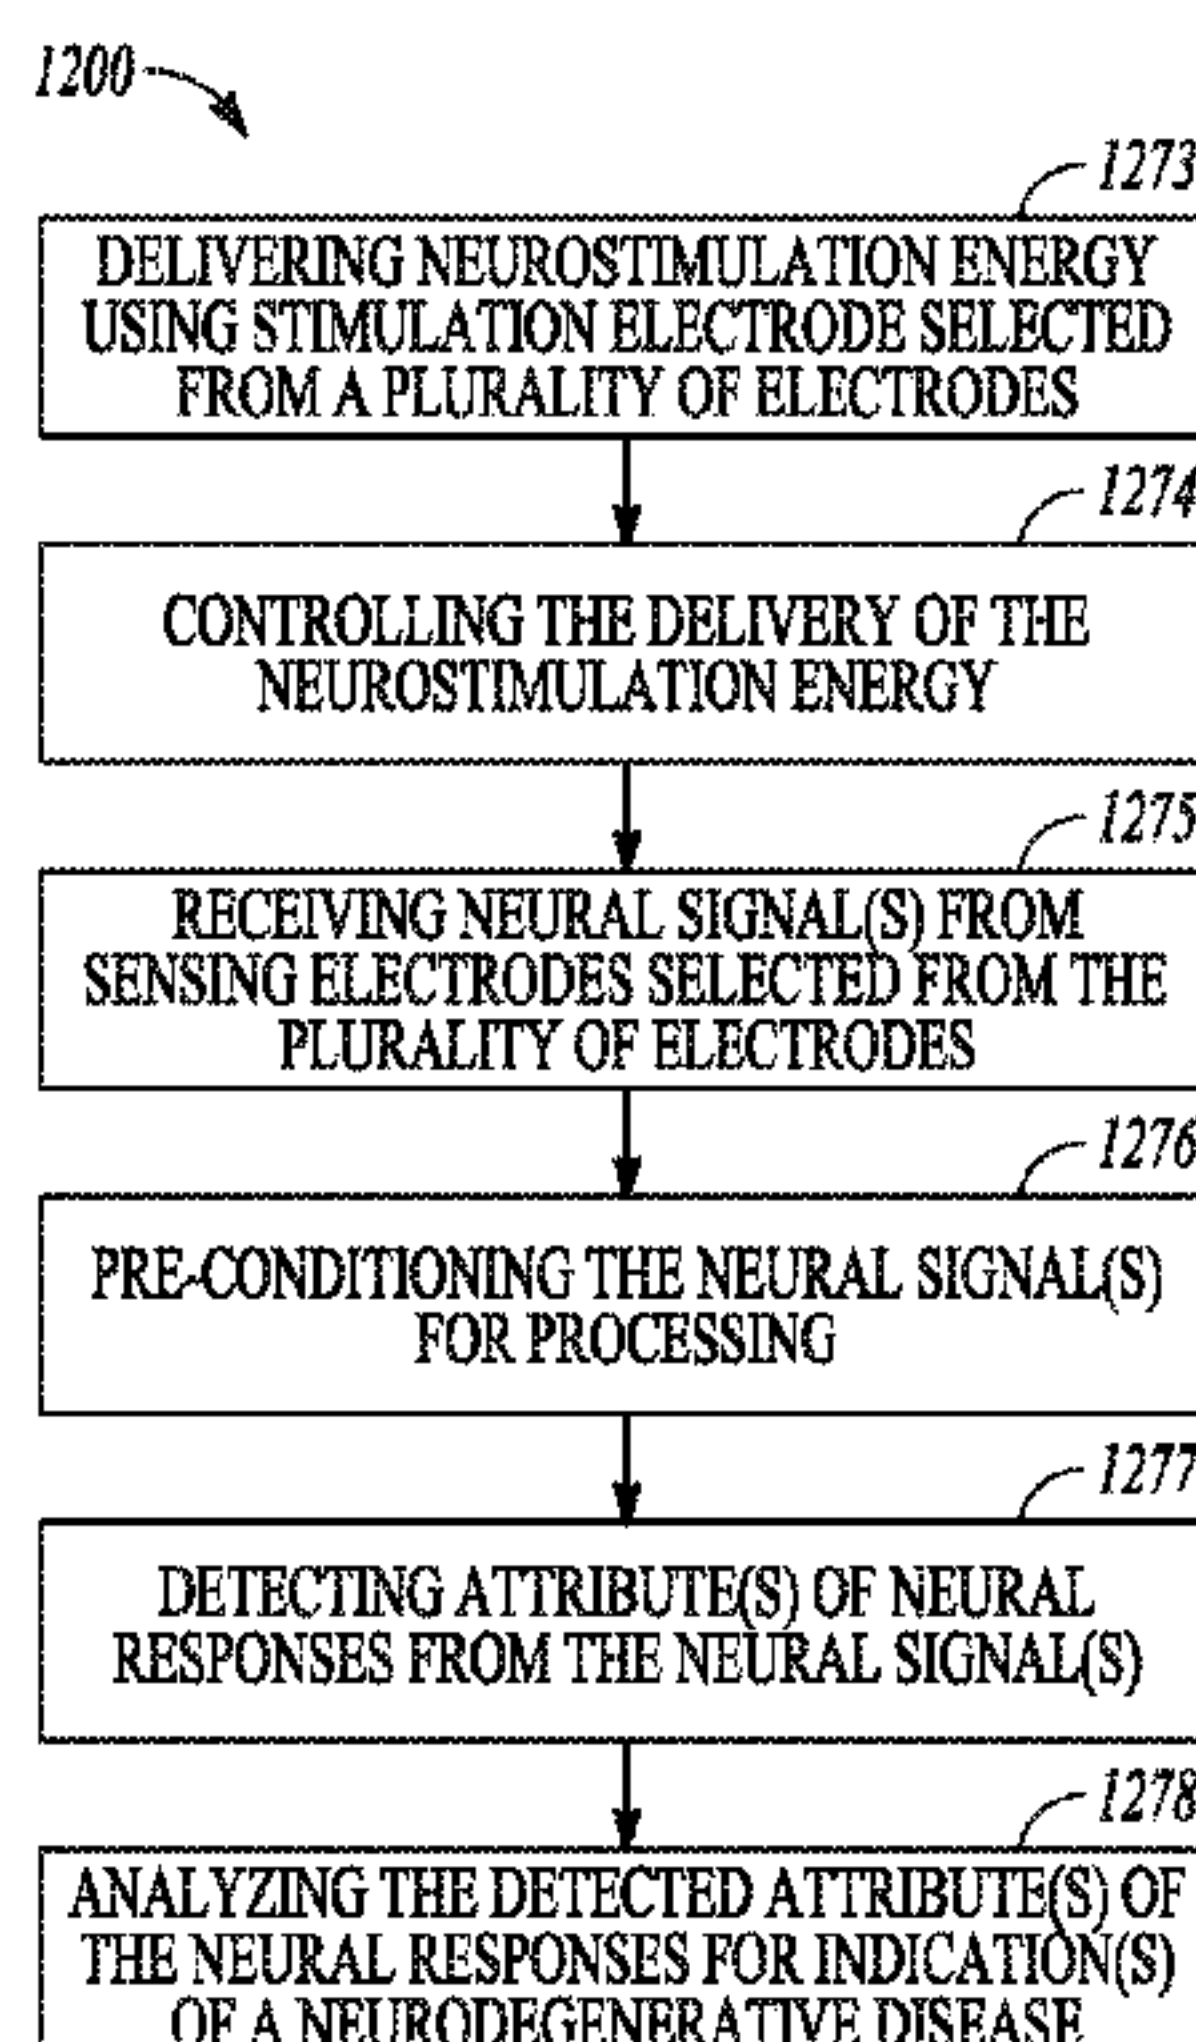 1200
1273
DELIVERING NEUROSTIMULATION ENERGY
USING STIMULATION ELECTRODE SELECTED
FROM A PLURALITY OF ELECTRODES
1274
CONTROLLING THE DELIVERY OF THE
NEUROSTIMULATION ENERGY
1275
RECEIVING NEURAL SIGNAL(S) FROM
SENSING ELECTRODES SELECTED FROM THE
PLURALITY OF ELECTRODES
1276
PRE-CONDITIONING THE NEURAL SIGNAL(S)
FOR PROCESSING
1277
DETECTING ATTRIBUTE(S) OF NEURAL
RESPONSES FROM THE NEURAL SIGNAL(S)
1278
ANALYZING THE DETECTED ATTRIBUTE(S) OF
THE NEURAL RESPONSES FOR INDICATION(S)
OF A NEURODEGENERATIVE DISEASE